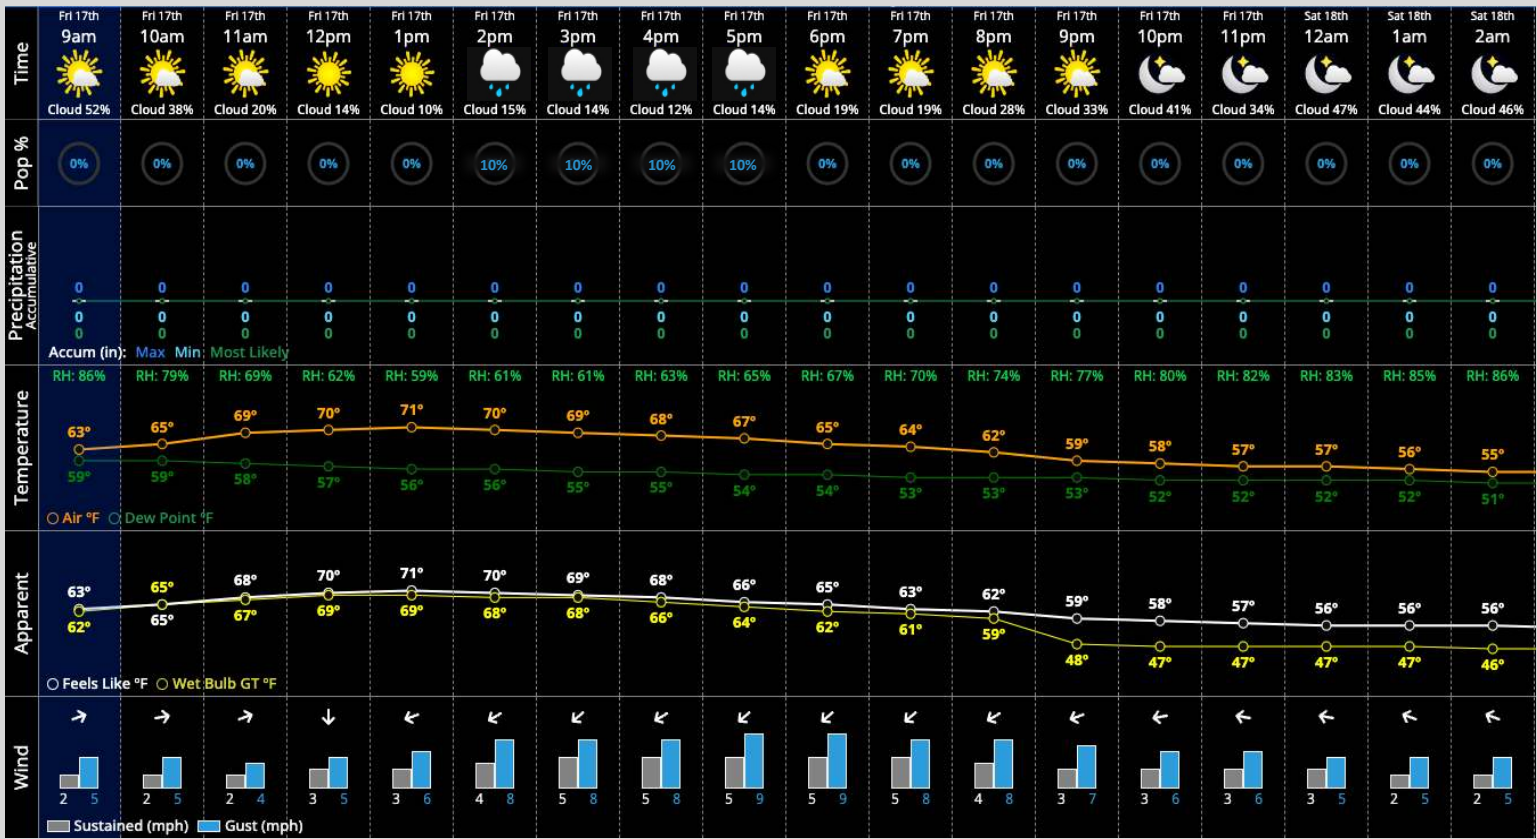 Time
Fri 17th Fri 17th Fri 17th Fri 17th Fri 17th Fri 17th Fri 17th Fri 17th Fri 17th Fri 17th Fri 17th Fri 17th Fri 17th Fri 17th Fri 17th Sat 18th Sat 18th Sat 18th
9am 10am 11am 12pm 1pm 2pm 3pm 4pm 5pm 6pm 7pm 8pm 9pm 10pm 11pm 12am 1am 2am
Cloud 52% Cloud 38% Cloud 20% Cloud 14% Cloud 10% Cloud 15% Cloud 14% Cloud 12% Cloud 14% Cloud 19% Cloud 19% Cloud 28% Cloud 33% Cloud 41% Cloud 34% Cloud 47% Cloud 44% Cloud 46%
Pop %
0% 0% 0% 0% 0% 10% 10% 10% 10% 0% 0% 0% 0% 0% 0% 0% 0% 0%
Precipitation
Accumulative
0 0 0 0 0 0 0 0 0 0 0 0 0 0 0 0 0 0
0 0 0 0 0 0 0 0 0 0 0 0 0 0 0 0 0 0
0 0 0 0 0 0 0 0 0 0 0 0 0 0 0 0 0 0
Accum (in): Max Min Most Likely
Temperature
RH: 86% RH: 79% RH: 69% RH: 62% RH: 59% RH: 61% RH: 61% RH: 63% RH: 65% RH: 67% RH: 70% RH: 74% RH: 77% RH: 80% RH: 82% RH: 83% RH: 85% RH: 86%
63° 65° 69° 70° 71° 70° 69° 68° 67° 65° 64° 62° 59° 58° 57° 57° 56° 55°
59° 59° 58° 57° 56° 56° 55° 55° 54° 54° 53° 53° 53° 52° 52° 52° 52° 51°
Air °F Dew Point °F
Apparent
63° 65° 68° 70° 71° 70° 69° 68° 66° 65° 63° 62° 59° 58° 57° 56° 56° 56°
62° 65° 67° 69° 69° 68° 68° 66° 64° 62° 61° 59° 48° 47° 47° 47° 47° 46°
Feels Like °F Wet Bulb GT °F
Wind
2 5 2 5 2 4 3 5 3 6 4 8 5 8 5 8 5 9 5 9 5 8 4 8 3 7 3 6 3 6 3 5 2 5 2 5
Sustained (mph) Gust (mph)